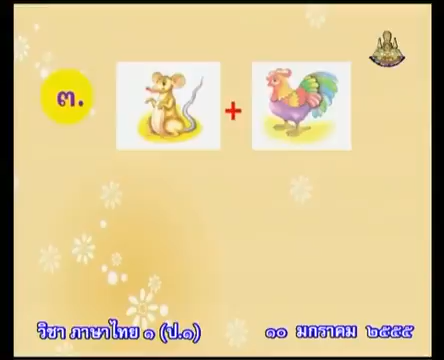 ๓.
+
วิชา ภาษาไทย ๑ (ป.๑)
๑๐ มกราคม ๒๕๕๕